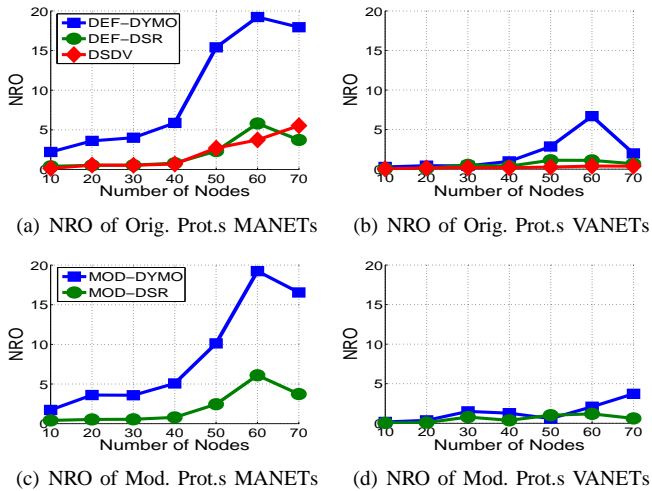 20
15
10
5
0
NRO
DEF-DYMO
DEF-DSR
DSDV
10 20 30 40 50 60 70
Number of Nodes
(a) NRO of Orig. Prot.s MANETs
20
15
10
5
0
NRO
10 20 30 40 50 60 70
Number of Nodes
(b) NRO of Orig. Prot.s VANETs
20
15
10
5
0
NRO
MOD-DYMO
MOD-DSR
10 20 30 40 50 60 70
Number of Nodes
(c) NRO of Mod. Prot.s MANETs
20
15
10
5
0
NRO
10 20 30 40 50 60 70
Number of Nodes
(d) NRO of Mod. Prot.s VANETs